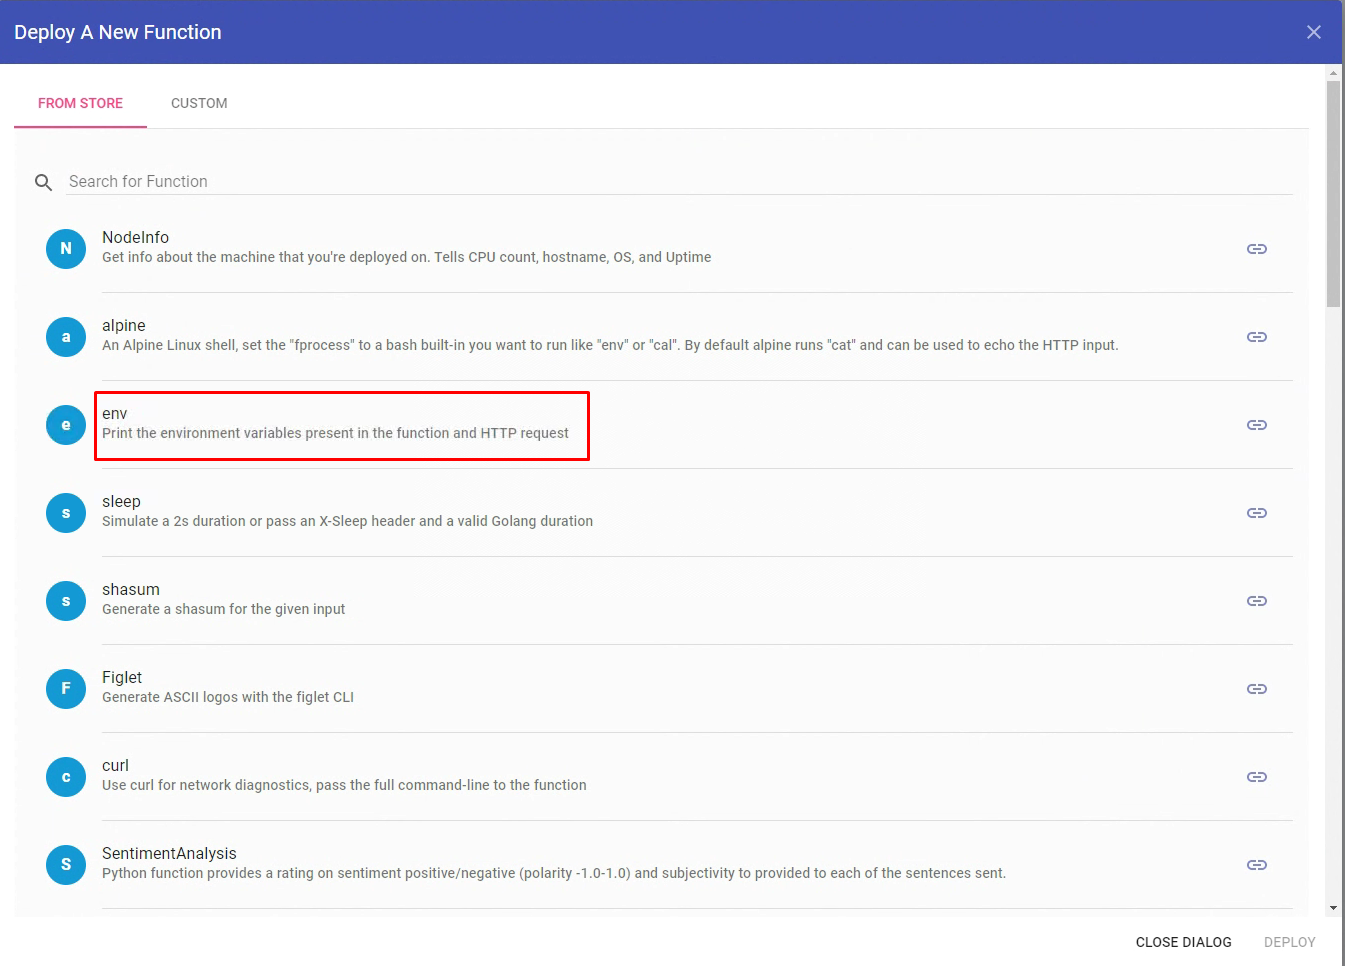 Deploy A New Function
FROM STORE
CUSTOM
Search for Function
N
NodeInfo
Get info about the machine that you're deployed on. Tells CPU count, hostname, OS, and Uptime
a
alpine
An Alpine Linux shell, set the "fprocess" to a bash built-in you want to run like "env" or "cal". By default alpine runs "cat" and can be used to echo the HTTP input.
e
env
Print the environment variables present in the function and HTTP request
s
sleep
Simulate a 2s duration or pass an X-Sleep header and a valid Golang duration
s
shasum
Generate a shasum for the given input
F
Figlet
Generate ASCII logos with the figlet CLI
c
curl
Use curl for network diagnostics, pass the full command-line to the function
S
SentimentAnalysis
Python function provides a rating on sentiment positive/negative (polarity -1.0-1.0) and subjectivity to provided to each of the sentences sent.
CLOSE DIALOG
DEPLOY